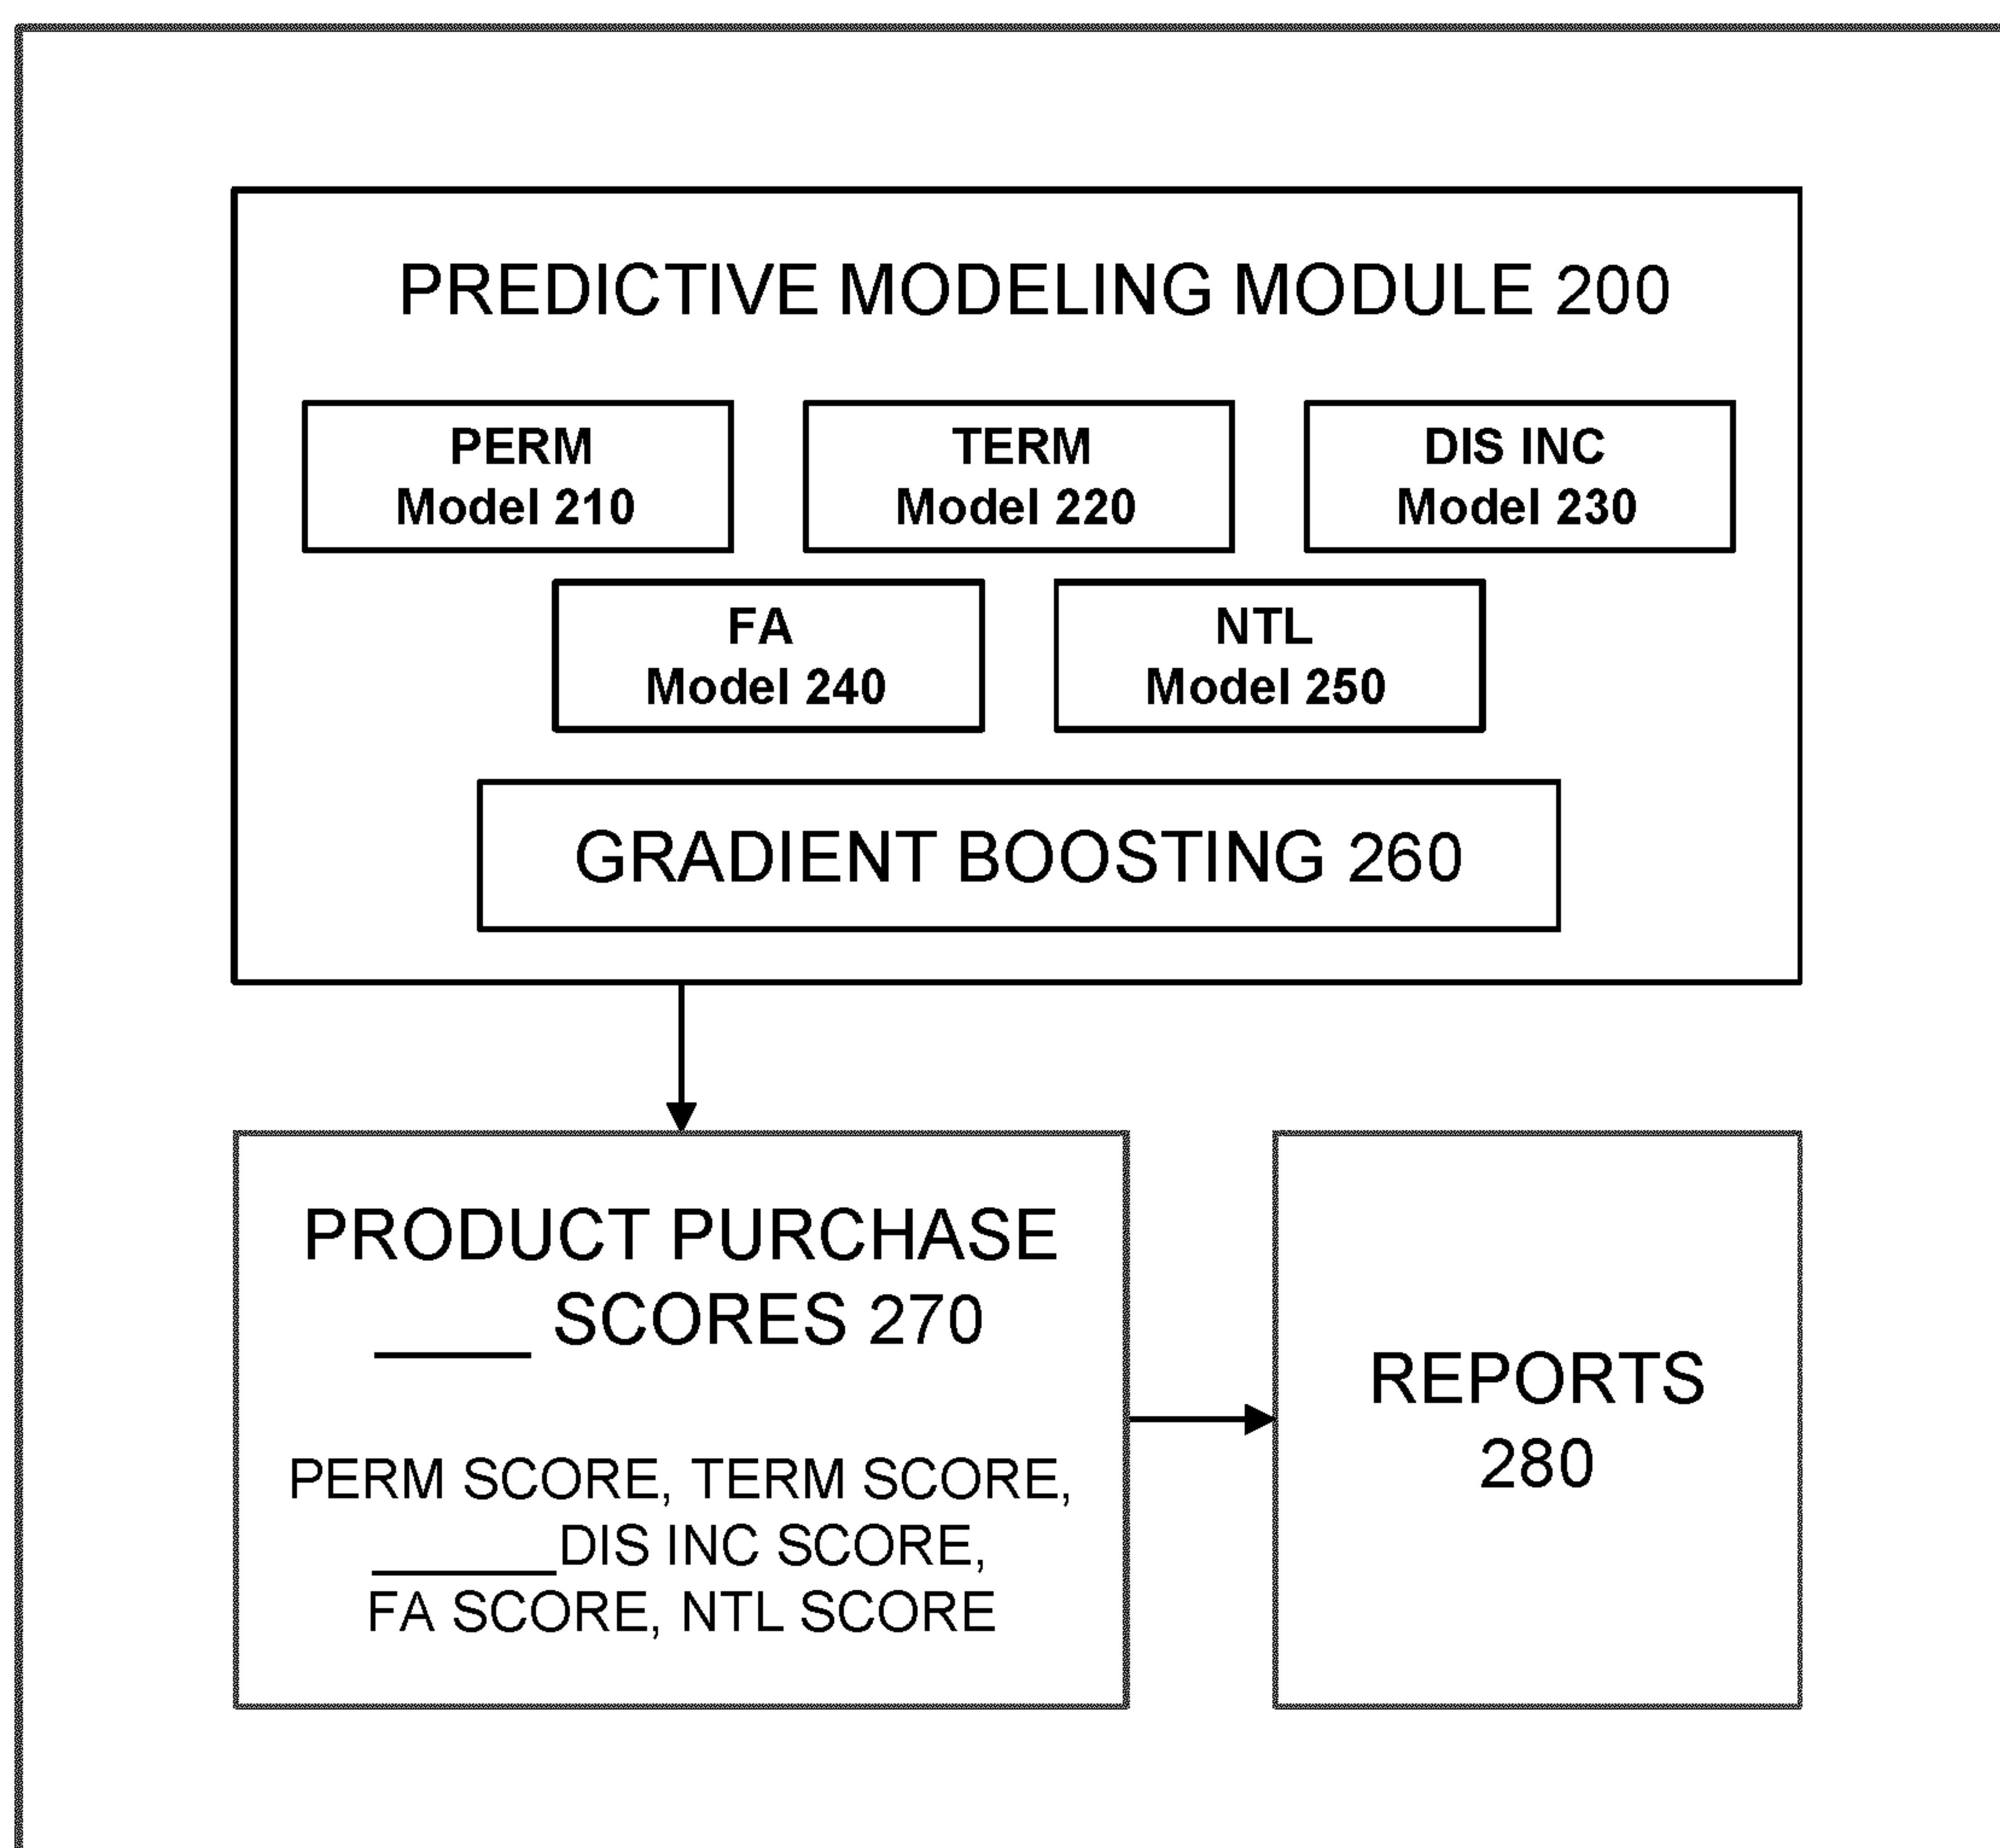 PREDICTIVE MODELING MODULE 200
PERM
Model 210
TERM
Model 220
DIS INC
Model 230
FA
Model 240
NTL
Model 250
GRADIENT BOOSTING 260
PRODUCT PURCHASE
____ SCORES 270
PERM SCORE, TERM SCORE,
______DIS INC SCORE,
FA SCORE, NTL SCORE
REPORTS
280